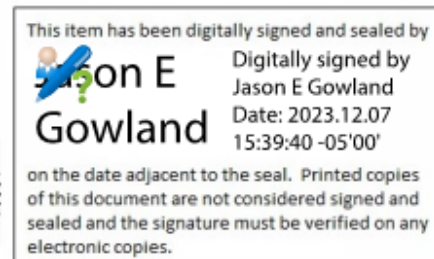 This item has been digitally signed and sealed by
Jason E
Gowland
Digitally signed by
Jason E Gowland
Date: 2023.12.07
15:39:40 -05'00'
on the date adjacent to the seal. Printed copies
of this document are not considered signed and
sealed and the signature must be verified on any
electronic copies.